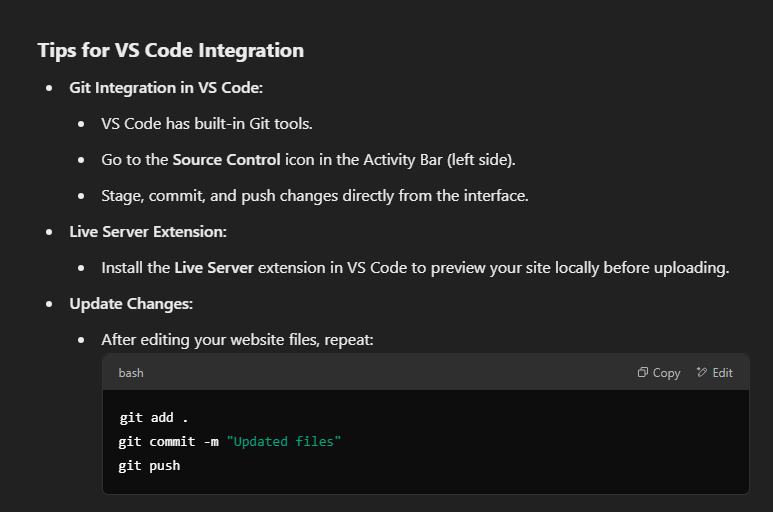 Tips for VS Code Integration
Git Integration in VS Code:
VS Code has built-in Git tools.
Go to the Source Control icon in the Activity Bar (left side).
Stage, commit, and push changes directly from the interface.
Live Server Extension:
Install the Live Server extension in VS Code to preview your site locally before uploading.
Update Changes:
After editing your website files, repeat:
bash Copy Edit
git add .
git commit -m "Updated files"
git push